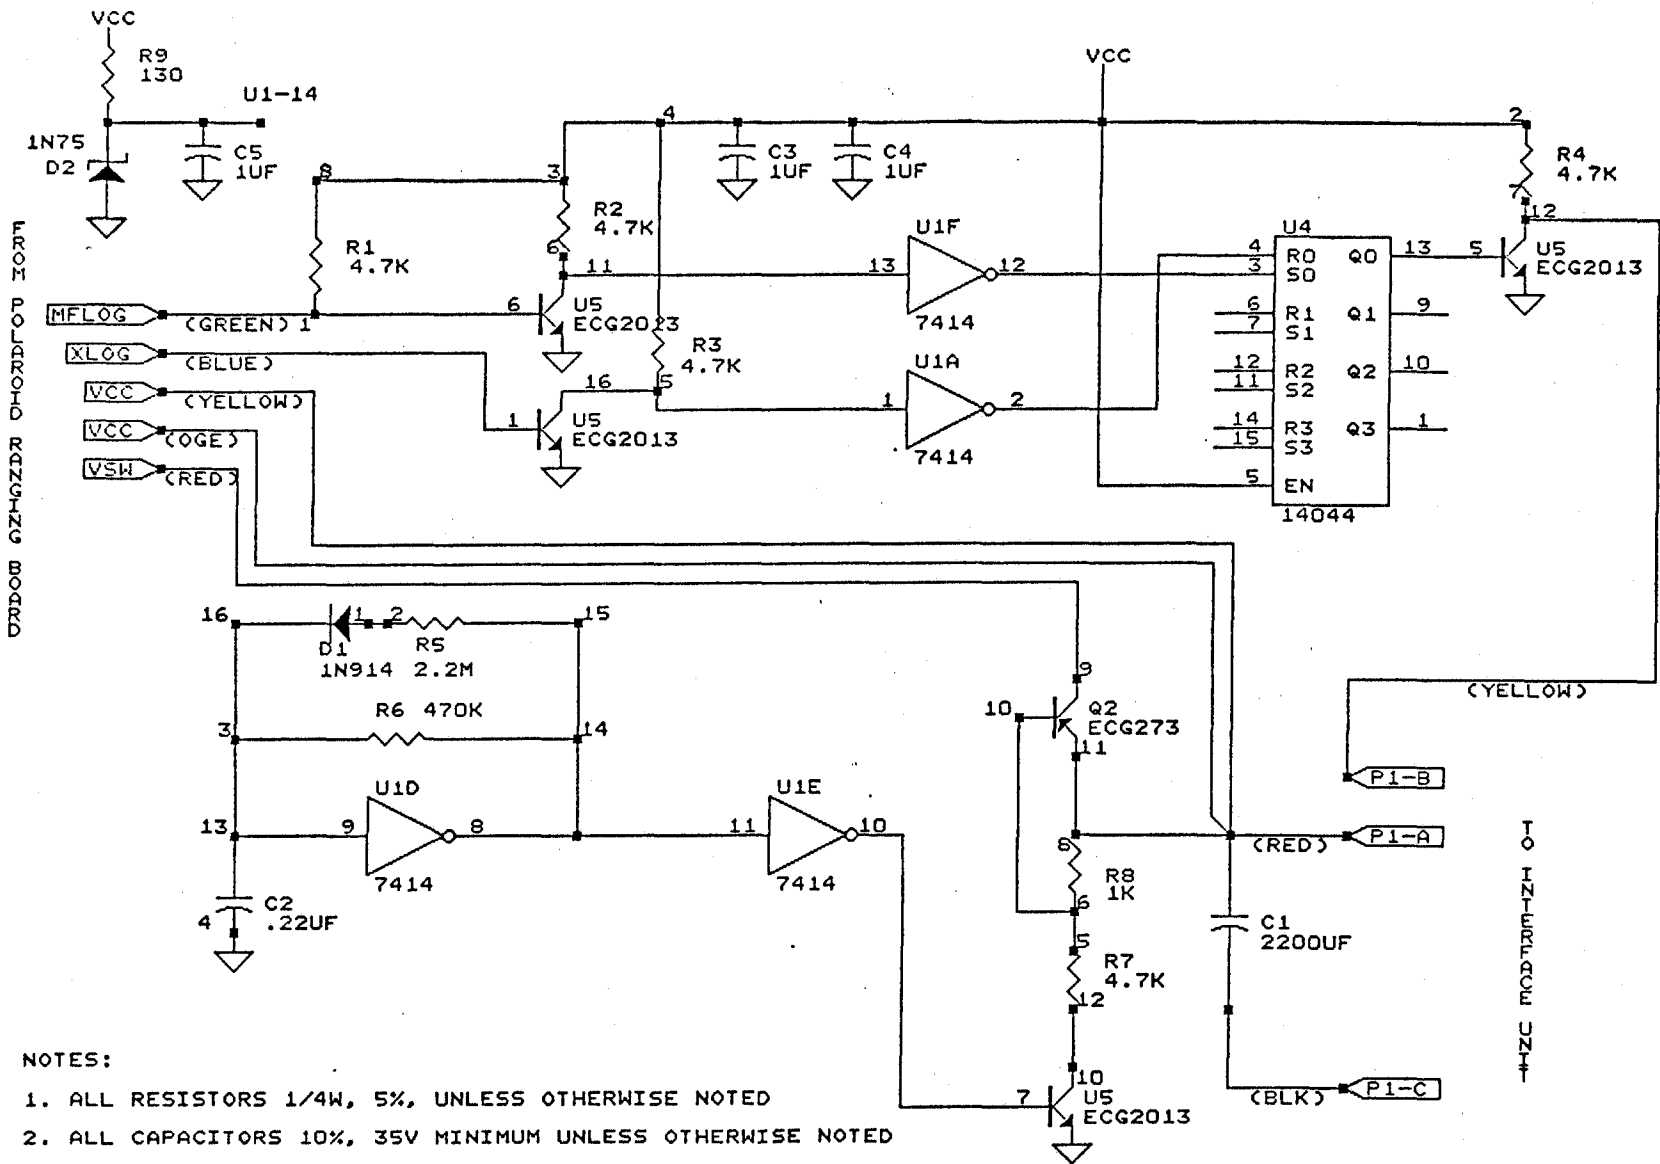 VCC
R9
130
U1-14
1N75
D2
C5
1UF
VCC
4
C3
1UF
C4
1UF
2
R4
4.7K
12
8
3
R2
4.7K
6
R1
4.7K
11
U1F
13
12
7414
U4
4
3
R0
S0
Q0
13
5
U5
ECG2013
6
7
R1
S1
Q1
9
12
11
R2
S2
Q2
10
14
15
R3
S3
Q3
1
5
EN
14044
FROM POLAROID RANGING BOARD
MFLOG
(GREEN) 1
6
U5
ECG2013
XLOG
(BLUE)
R3
4.7K
U1A
16
5
VCC
(YELLOW)
1
2
1
U5
ECG2013
7414
VCC
(OGE)
VSW
(RED)
16
1
2
15
D1
1N914
R5
2.2M
R6 470K
3
14
U1D
13
9
8
7414
C2
.22UF
4
U1E
11
10
7414
9
10
Q2
ECG273
11
(YELLOW)
P1-B
8
(RED)
P1-A
R8
1K
6
5
C1
2200UF
R7
4.7K
12
10
7
U5
ECG2013
(BLK)
P1-C
TO INTERFACE UNIT
NOTES:
1. ALL RESISTORS 1/4W, 5%, UNLESS OTHERWISE NOTED
2. ALL CAPACITORS 10%, 35V MINIMUM UNLESS OTHERWISE NOTED